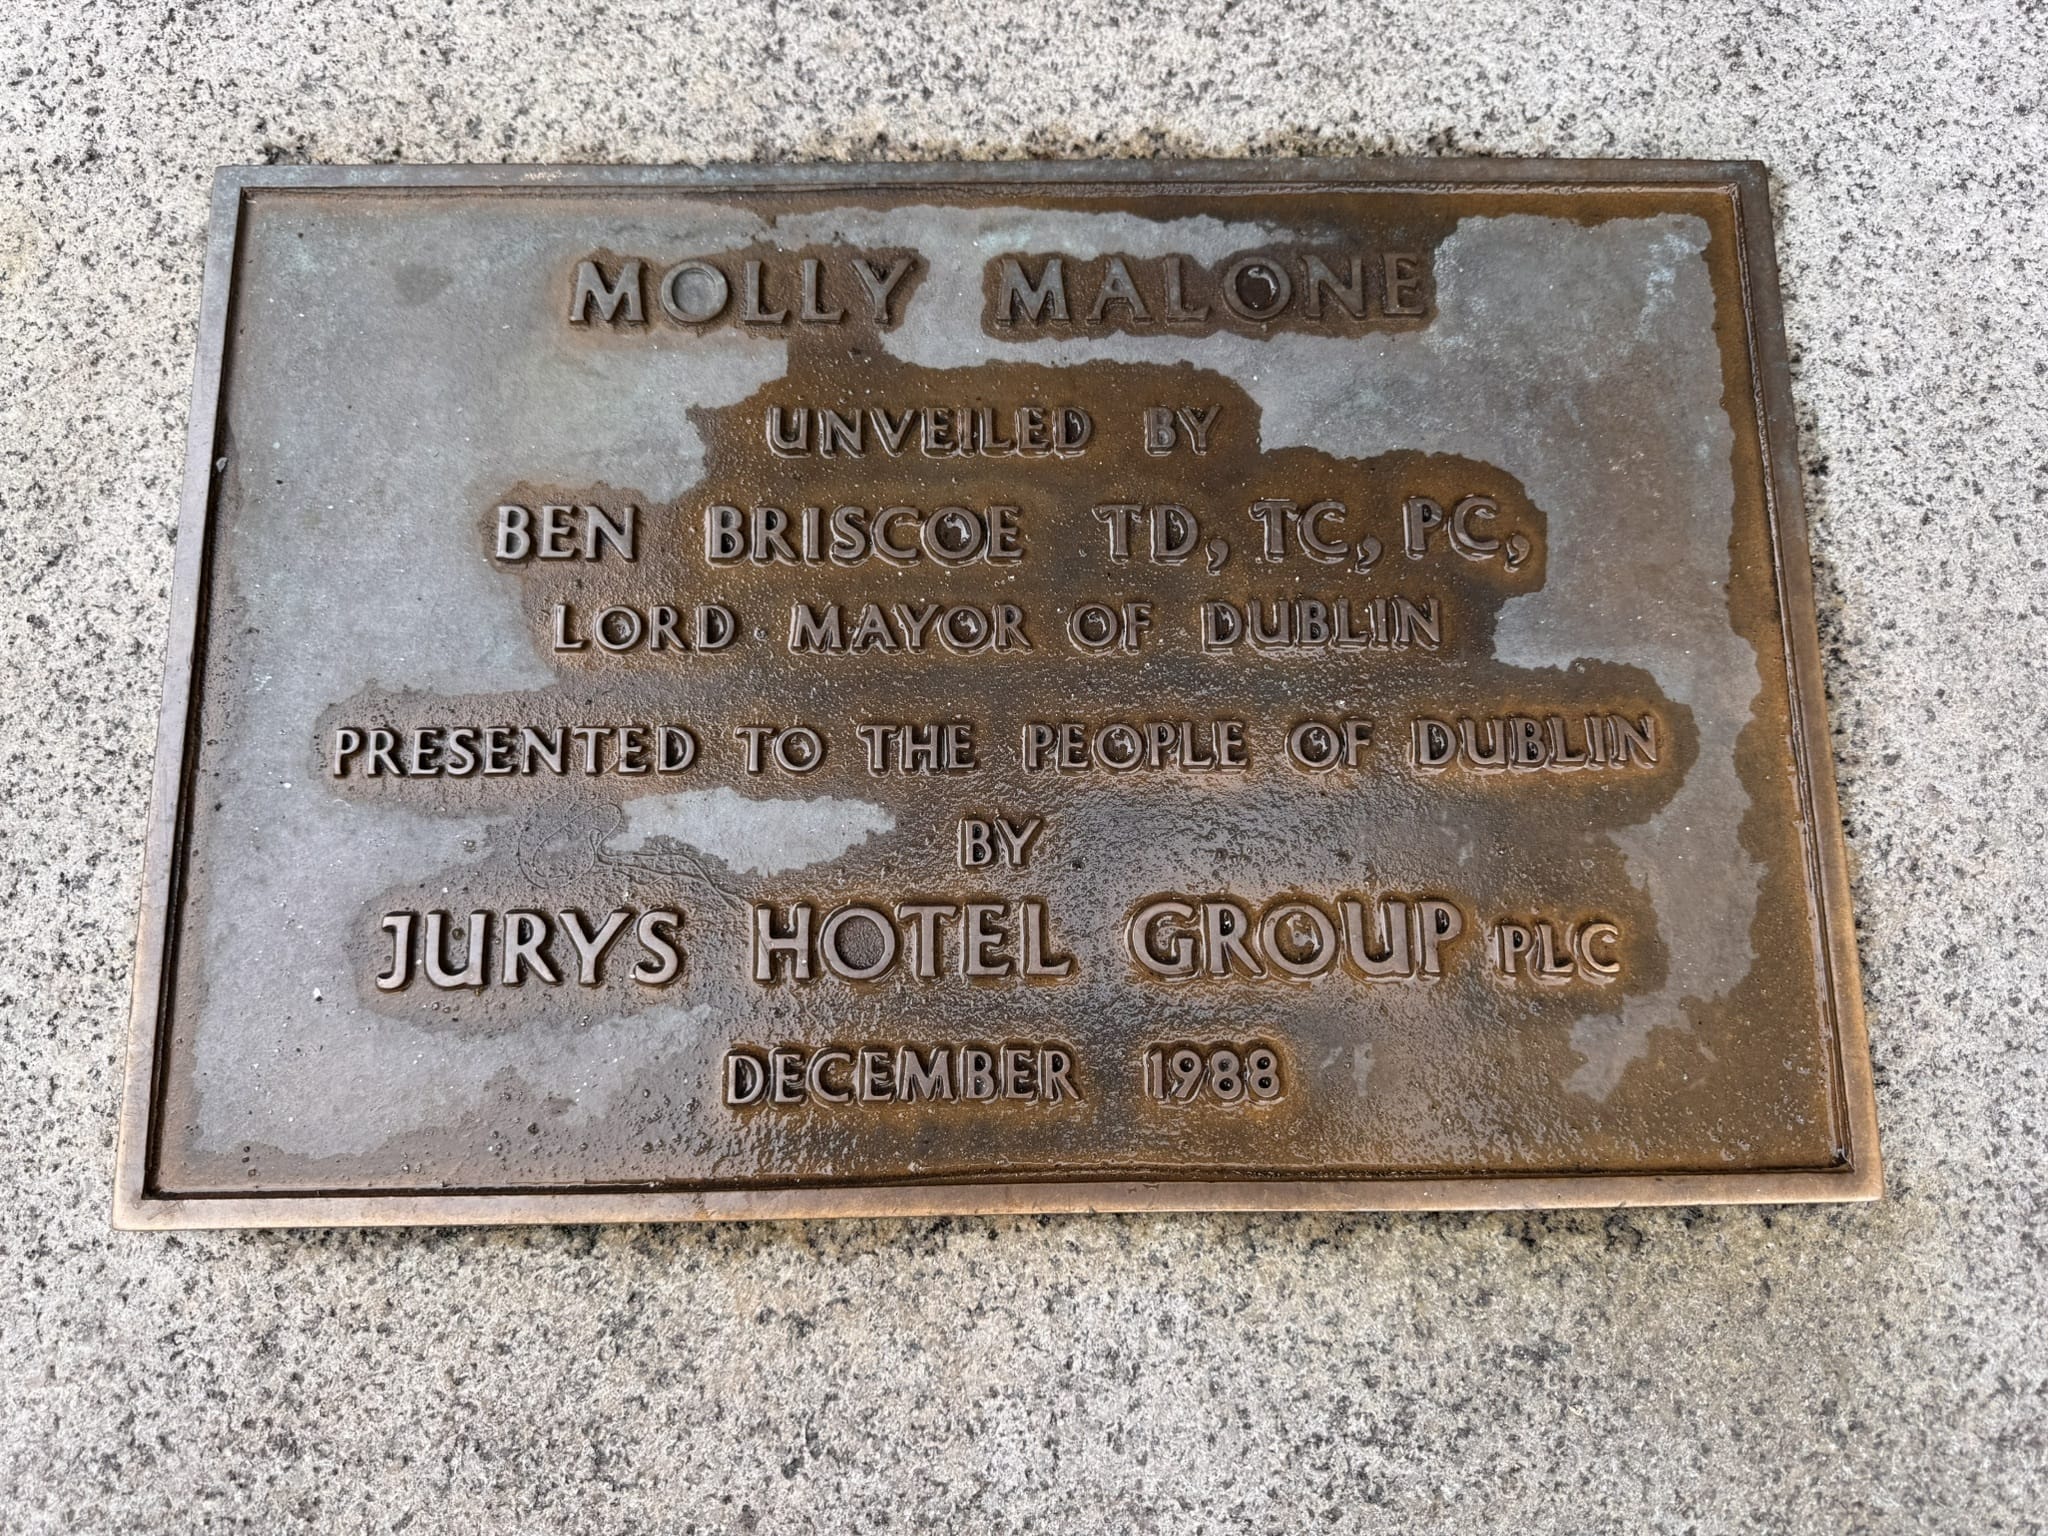 MOLLY MALONE
UNVEILED BY
BEN BRISCOE TD, TC, PC,
LORD MAYOR OF DUBLIN
PRESENTED TO THE PEOPLE OF DUBLIN
BY
JURYS HOTEL GROUP PLC
DECEMBER 1988